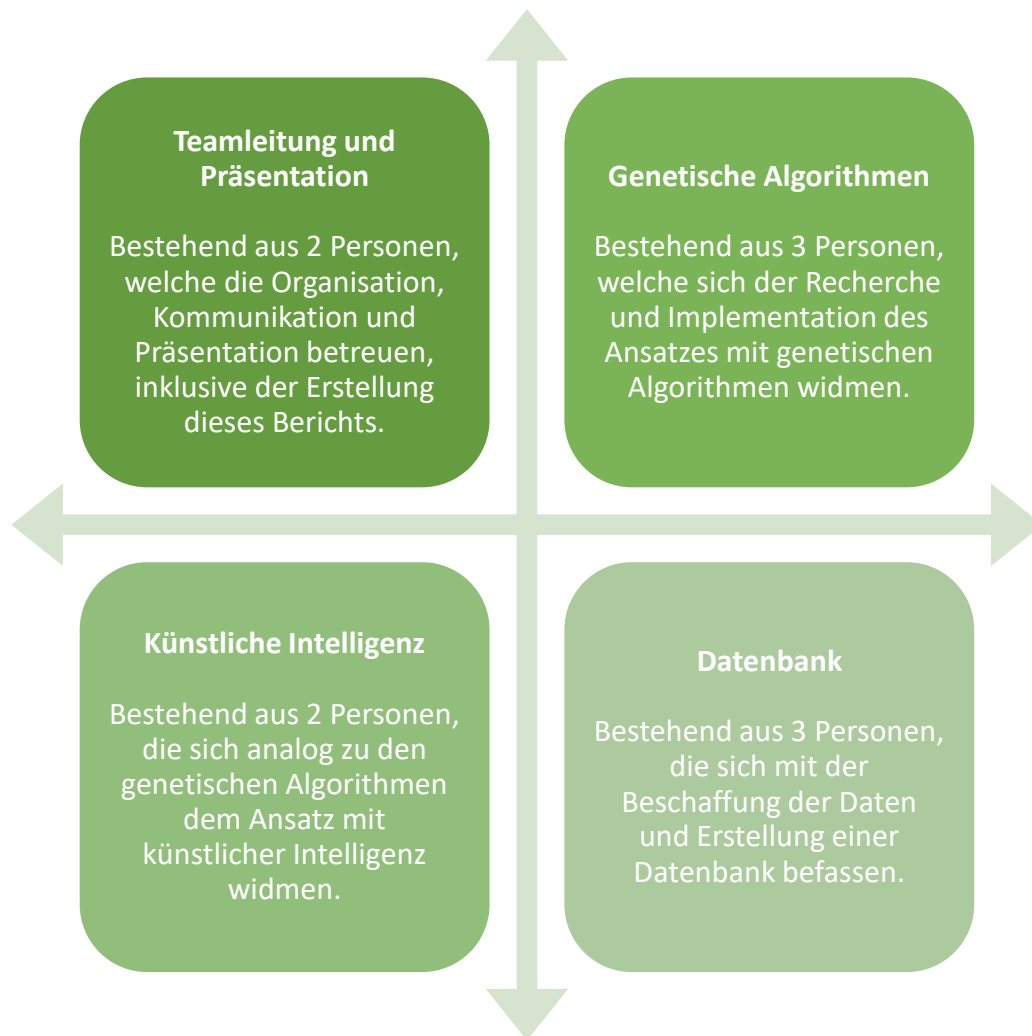 Teamleitung und
Präsentation
Bestehend aus 2 Personen,
welche die Organisation,
Kommunikation und
Präsentation betreuen,
inklusive der Erstellung
dieses Berichts.
Genetische Algorithmen
Bestehend aus 3 Personen,
welche sich der Recherche
und Implementation des
Ansatzes mit genetischen
Algorithmen widmen.
Künstliche Intelligenz
Bestehend aus 2 Personen,
die sich analog zu den
genetischen Algorithmen
dem Ansatz mit
künstlicher Intelligenz
widmen.
Datenbank
Bestehend aus 3 Personen,
die sich mit der
Beschaffung der Daten
und Erstellung einer
Datenbank befassen.